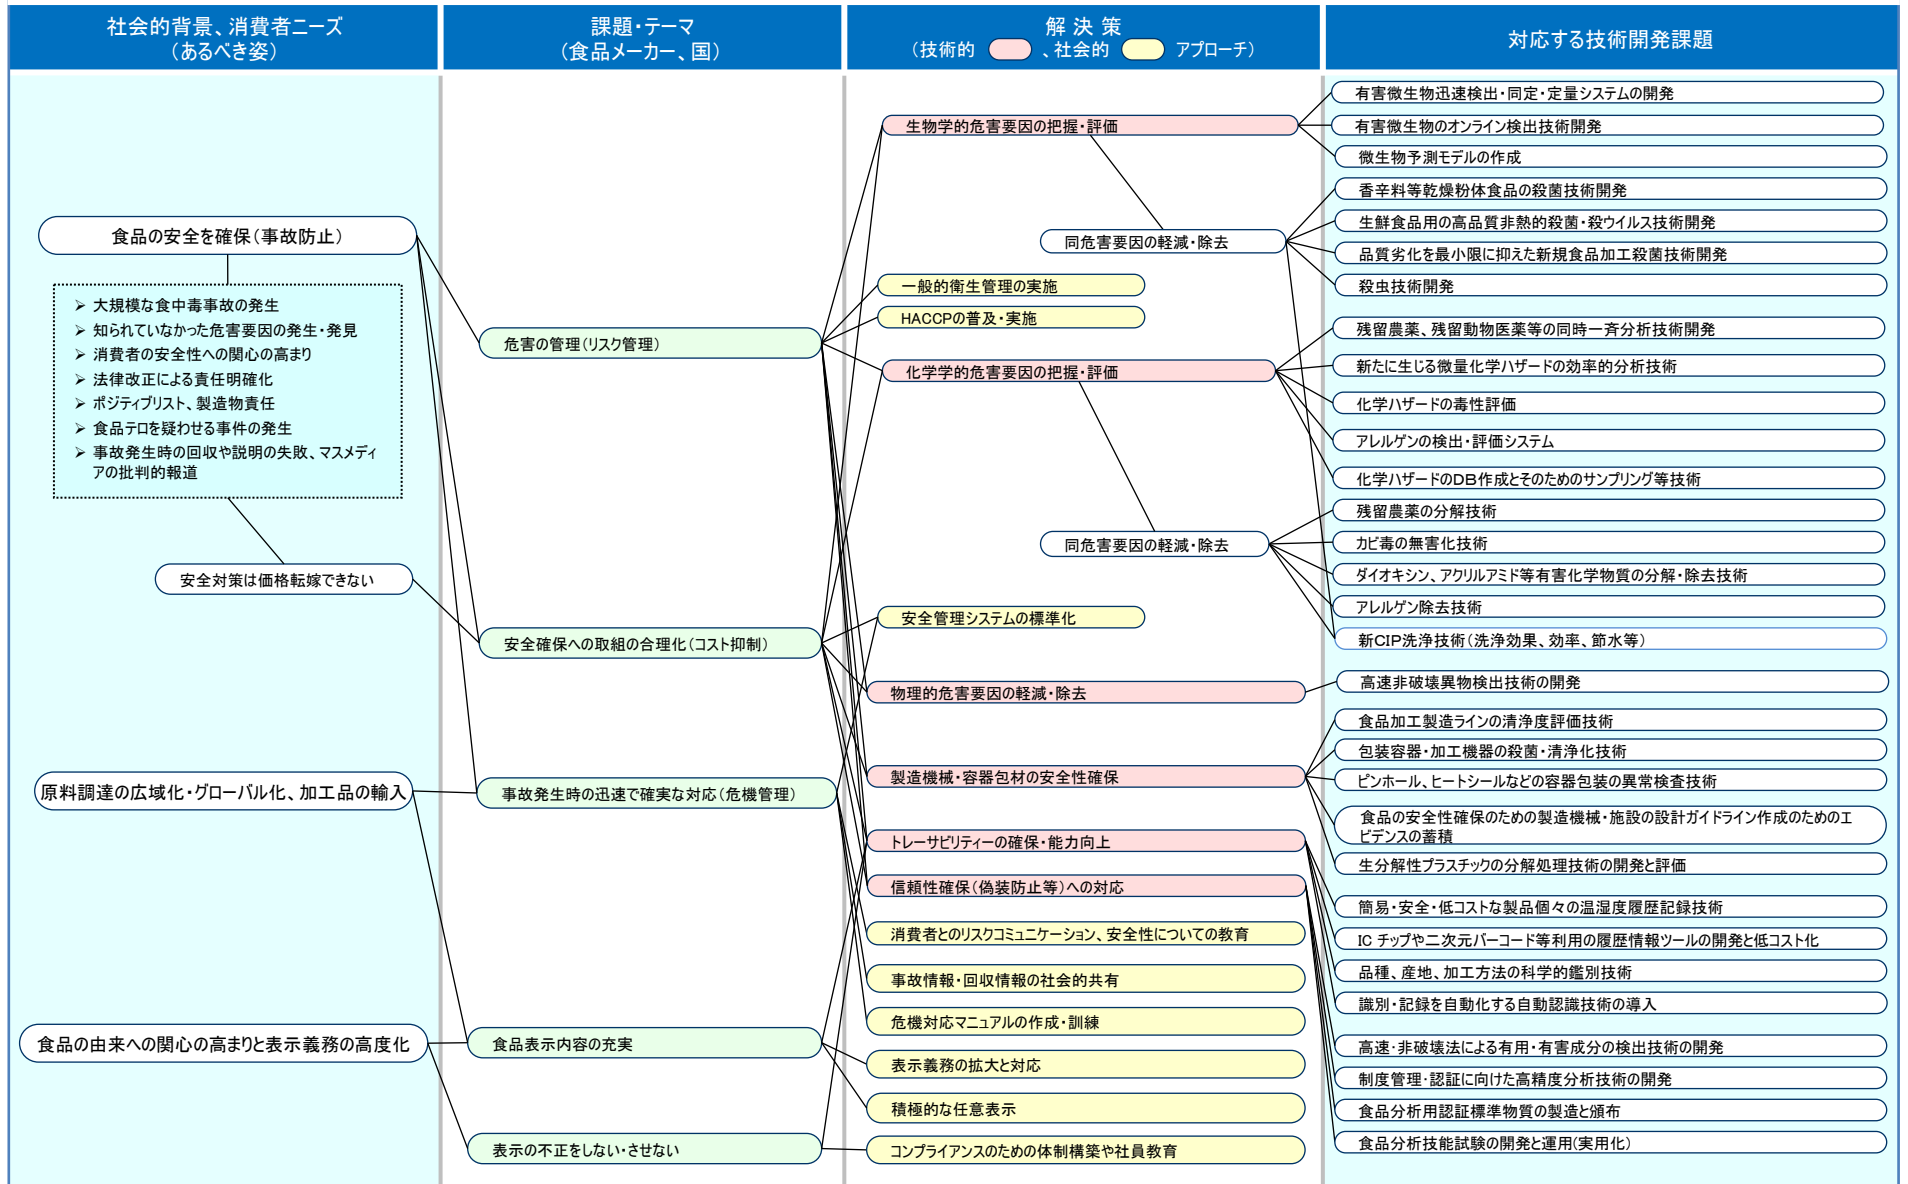 社会的背景、消費者ニーズ
(あるべき姿)
課題・テーマ
(食品メーカー、国)
解 決 策
(技術的 、社会的 アプローチ)
対応する技術開発課題
食品の安全を確保(事故防止)
➢ 大規模な食中毒事故の発生
➢ 知られていなかった危害要因の発生・発見
➢ 消費者の安全性への関心の高まり
➢ 法律改正による責任明確化
➢ ポジティブリスト、製造物責任
➢ 食品テロを疑わせる事件の発生
➢ 事故発生時の回収や説明の失敗、マスメディ
アの批判的報道
安全対策は価格転嫁できない
原料調達の広域化・グローバル化、加工品の輸入
食品の由来への関心の高まりと表示義務の高度化
危害の管理(リスク管理)
安全確保への取組の合理化(コスト抑制)
事故発生時の迅速で確実な対応(危機管理)
食品表示内容の充実
表示の不正をしない・させない
生物学的危害要因の把握・評価
同危害要因の軽減・除去
一般的衛生管理の実施
HACCPの普及・実施
化学学的危害要因の把握・評価
同危害要因の軽減・除去
安全管理システムの標準化
物理的危害要因の軽減・除去
製造機械・容器包材の安全性確保
トレーサビリティーの確保・能力向上
信頼性確保(偽装防止等)への対応
消費者とのリスクコミュニケーション、安全性についての教育
事故情報・回収情報の社会的共有
危機対応マニュアルの作成・訓練
表示義務の拡大と対応
積極的な任意表示
コンプライアンスのための体制構築や社員教育
有害微生物迅速検出・同定・定量システムの開発
有害微生物のオンライン検出技術開発
微生物予測モデルの作成
香辛料等乾燥粉体食品の殺菌技術開発
生鮮食品用の高品質非熱的殺菌・殺ウイルス技術開発
品質劣化を最小限に抑えた新規食品加工殺菌技術開発
殺虫技術開発
残留農薬、残留動物医薬等の同時一斉分析技術開発
新たに生じる微量化学ハザードの効率的分析技術
化学ハザードの毒性評価
アレルゲンの検出・評価システム
化学ハザードのDB作成とそのためのサンプリング等技術
残留農薬の分解技術
カビ毒の無害化技術
ダイオキシン、アクリルアミド等有害化学物質の分解・除去技術
アレルゲン除去技術
新CIP洗浄技術(洗浄効果、効率、節水等)
高速非破壊異物検出技術の開発
食品加工製造ラインの清浄度評価技術
包装容器・加工機器の殺菌・清浄化技術
ピンホール、ヒートシールなどの容器包装の異常検査技術
食品の安全性確保のための製造機械・施設の設計ガイドライン作成のためのエ
ビデンスの蓄積
生分解性プラスチックの分解処理技術の開発と評価
簡易・安全・低コストな製品個々の温湿度履歴記録技術
IC チップや二次元バーコード等利用の履歴情報ツールの開発と低コスト化
品種、産地、加工方法の科学的鑑別技術
識別・記録を自動化する自動認識技術の導入
高速・非破壊法による有用・有害成分の検出技術の開発
制度管理・認証に向けた高精度分析技術の開発
食品分析用認証標準物質の製造と頒布
食品分析技能試験の開発と運用(実用化)